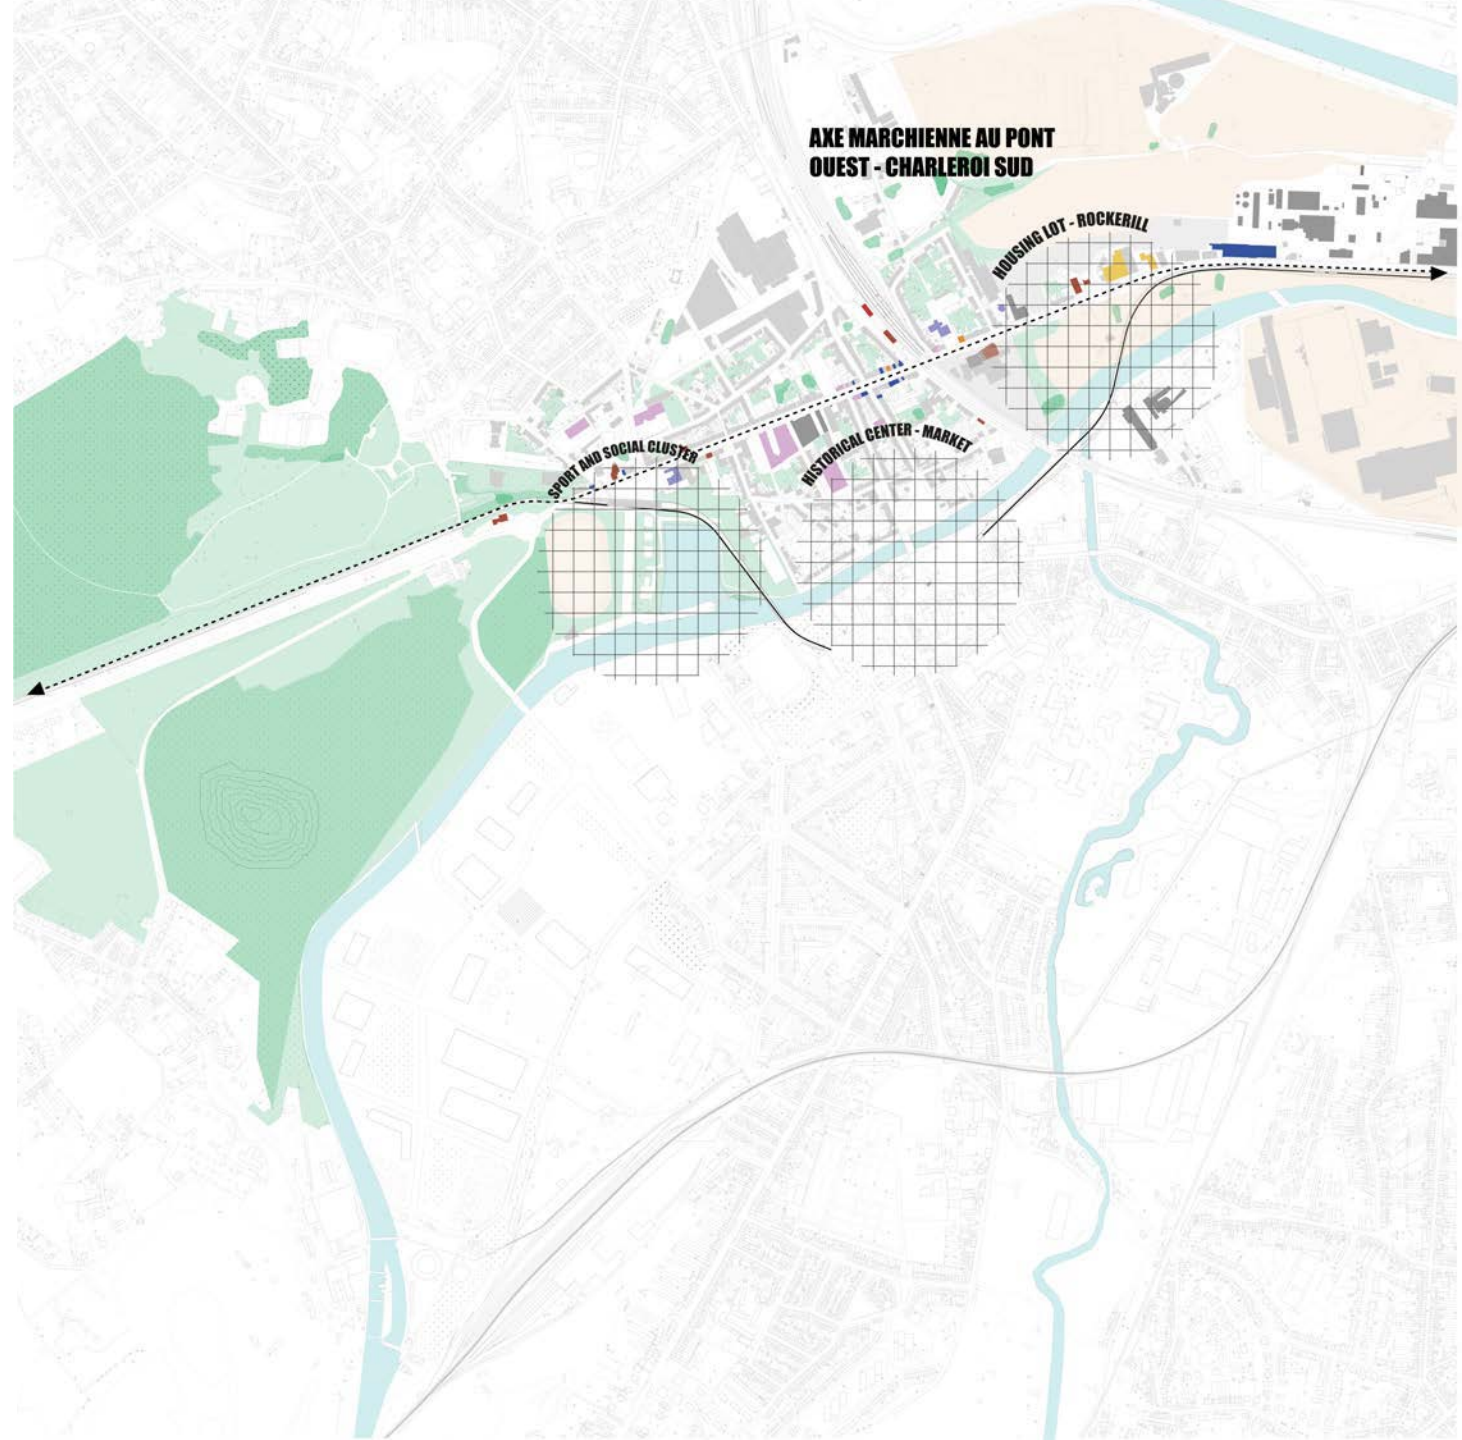 AXE MARCHIENNE AU PONT
OUEST - CHARLEROI SUD
HOUSING LOT - ROCKERILL
SPORT AND SOCIAL CLUSTER
HISTORICAL CENTER - MARKET